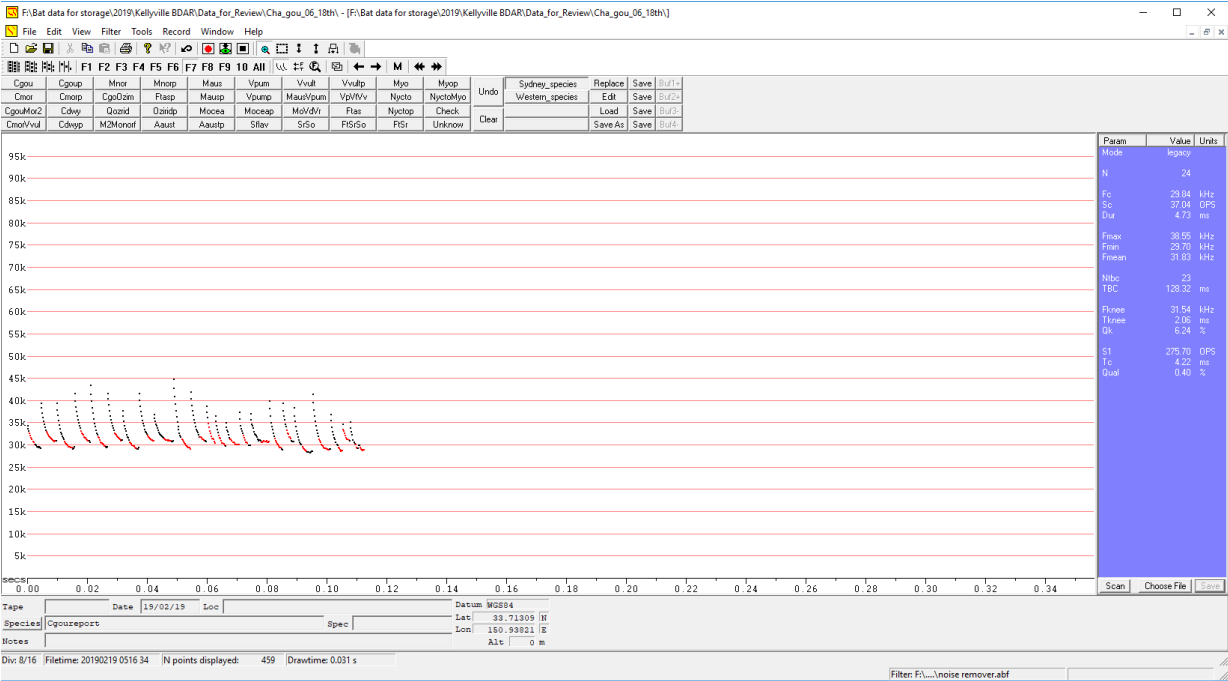 F:\Bat data for storage\2019\Kellyville BDAR\Data_for_Review\Cha_gou_06_18th\ - [F:\Bat data for storage\2019\Kellyville BDAR\Data_for_Review\Cha_gou_06_18th\]
File Edit View Filter Tools Record Window Help
F1 F2 F3 F4 F5 F6 F7 F8 F9 10 All M
Cgou Cgoup Mnor Mnorp Maus Vpum Vvult Vvultp Myo Myop Undo Sydney_species Replace Save Buf1+
Cmor Cmorp CgoOzim Ftasp Mausp Vpump MausVpum VpVtVv Nycto NyctoMyo Western_species Edit Save Buf2+
CgouMor2 Cdwy Qozrid Oziridp Mocea Moceap MoVdVr Ftas Nyctop Check Clear Load Save Buf3-
CmorVvul Cdwyp M2Monorf Aaust Aaustp Sflav SrSo FtSrSo FtSr Unknow Save As Save Buf4-
Param Value Units
Mode legacy
N 24
Fc 29.84 kHz
Sc 37.04 OPS
Dur 4.73 ms
Fmax 38.55 kHz
Fmin 29.70 kHz
Fmean 31.83 kHz
Ntbc 23
TBC 128.32 ms
Fknee 31.54 kHz
Tknee 2.06 ms
Qk 6.24 %
S1 275.70 OPS
Tc 4.22 ms
Qual 0.40 %
95k
90k
85k
80k
75k
70k
65k
60k
55k
50k
45k
40k
35k
30k
25k
20k
15k
10k
5k
secs
0.00 0.02 0.04 0.06 0.08 0.10 0.12 0.14 0.16 0.18 0.20 0.22 0.24 0.26 0.28 0.30 0.32 0.34
Scan Choose File Save
Tape Date 19/02/19 Loc Datum WGS84
Species Cgoureport Spec Lat 33.71309 N
Lon 150.93821 E
Notes Alt 0 m
Div: 8/16 Filetime: 20190219 0516 34 N points displayed: 459 Drawtime: 0.031 s
Filter: F:\....\noise remover.abf